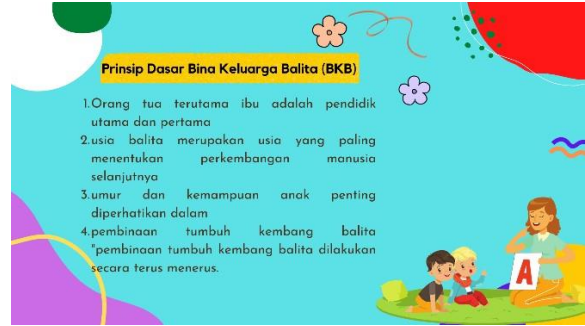 Prinsip Dasar Bina Keluarga Balita (BKB)
1.Orang tua terutama ibu adalah pendidik
utama dan pertama
2.usia balita merupakan usia yang paling
menentukan perkembangan manusia
selanjutnya
3.umur dan kemampuan anak penting
diperhatikan dalam
4.pembinaan tumbuh kembang balita
"pembinaan tumbuh kembang balita dilakukan
secara terus menerus.
A